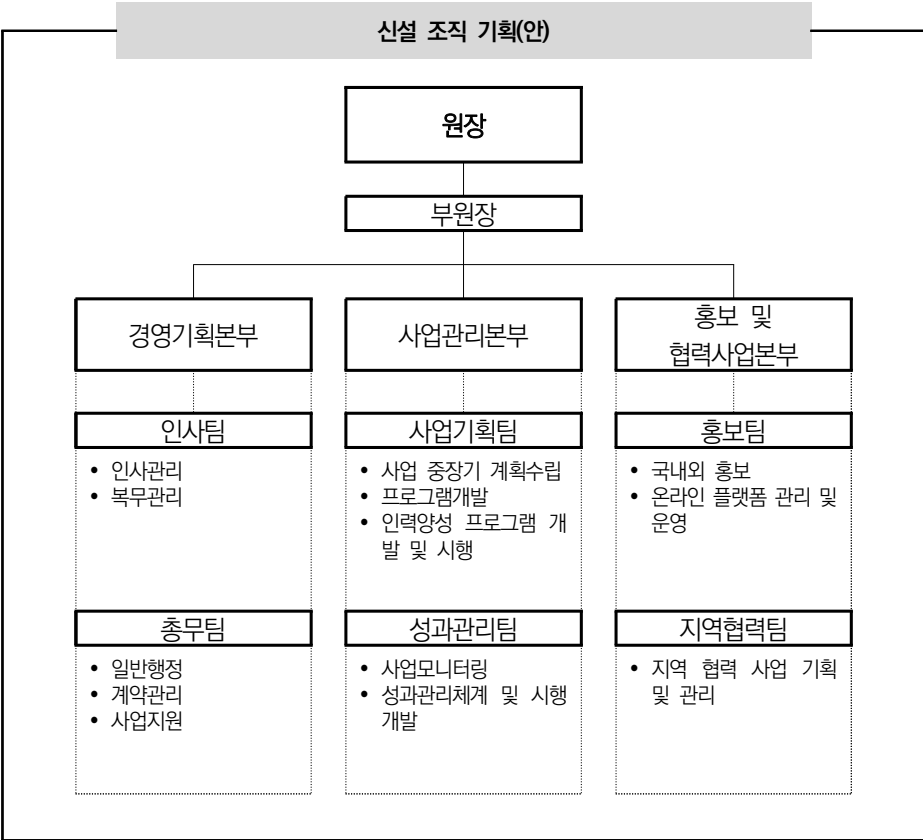 신설 조직 기획(안)
원장
부원장
경영기획본부
사업관리본부
홍보 및
협력사업본부
인사팀
• 인사관리
• 복무관리
사업기획팀
• 사업 중장기 계획수립
• 프로그램개발
• 인력양성 프로그램 개
발 및 시행
홍보팀
• 국내외 홍보
• 온라인 플랫폼 관리 및
운영
총무팀
• 일반행정
• 계약관리
• 사업지원
성과관리팀
• 사업모니터링
• 성과관리체계 및 시행
개발
지역협력팀
• 지역 협력 사업 기획
및 관리